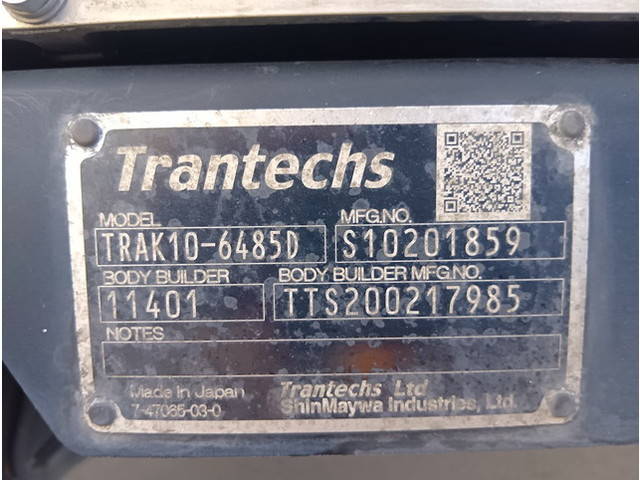 Trantechs
MODEL MFG.NO.
TRAK10-6485D S10201859
BODY BUILDER BODY BUILDER MFG.NO.
11401 TTS200217985
NOTES
Made in Japan Trantechs Ltd
7-47065-03-0 ShinMaywa Industries, Ltd.